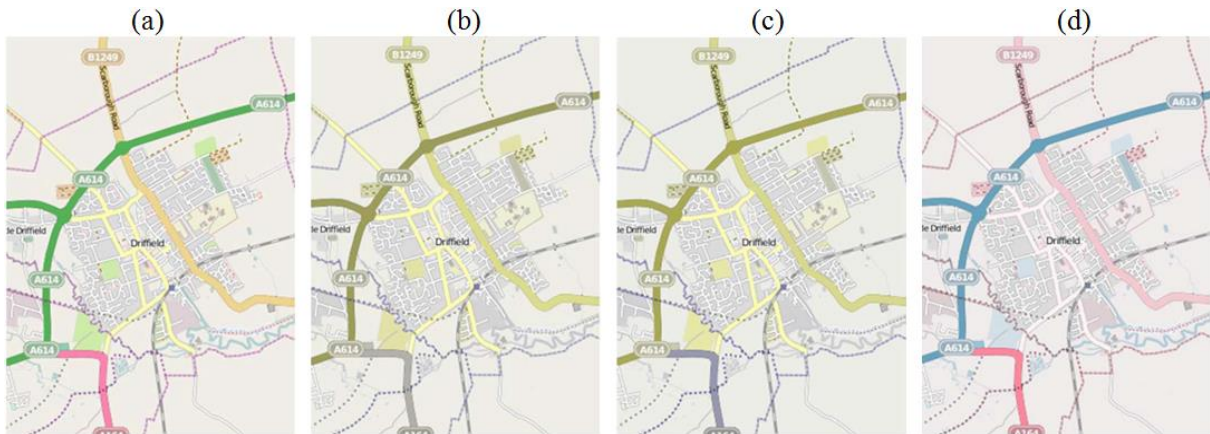 (a) (b) (c) (d)
B1249 B1249 B1249 B1249
Scarborough Road Scarborough Road Scarborough Road Scarborough Road
A614 A614 A614 A614
A614 A614 A614 A614
le Driffield le Driffield le Driffield le Driffield
Driffield Driffield Driffield Driffield
A614 A614 A614 A614
A614 A614 A614 A614